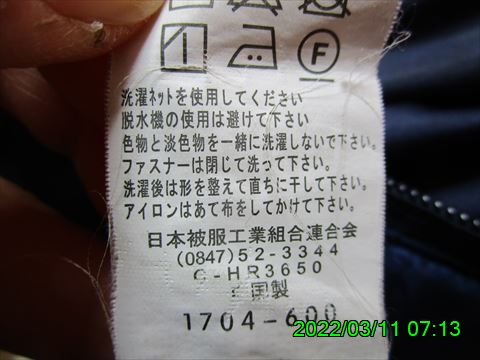 F
洗濯ネットを使用してください
脱水機の使用は避けて下さい
色物と淡色物を一緒に洗濯しないで下さい。
ファスナーは閉じて洗って下さい。
洗濯後は形を整えて直ちに干して下さい。
アイロンはあて布をしてかけて下さい。
日本被服工業組合連合会
(0847)52-3344
C-HR3650
国製
1704-600
2022/03/11 07:13